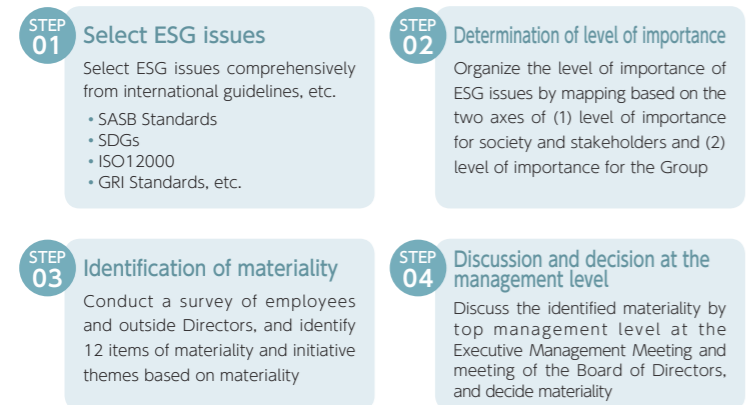 STEP
01
Select ESG issues
Select ESG issues comprehensively
from international guidelines, etc.
• SASB Standards
• SDGs
• ISO12000
• GRI Standards, etc.
STEP
02
Determination of level of importance
Organize the level of importance of
ESG issues by mapping based on the
two axes of (1) level of importance
for society and stakeholders and (2)
level of importance for the Group
STEP
03
Identification of materiality
Conduct a survey of employees
and outside Directors, and identify
12 items of materiality and initiative
themes based on materiality
STEP
04
Discussion and decision at the
management level
Discuss the identified materiality by
top management level at the
Executive Management Meeting and
meeting of the Board of Directors,
and decide materiality